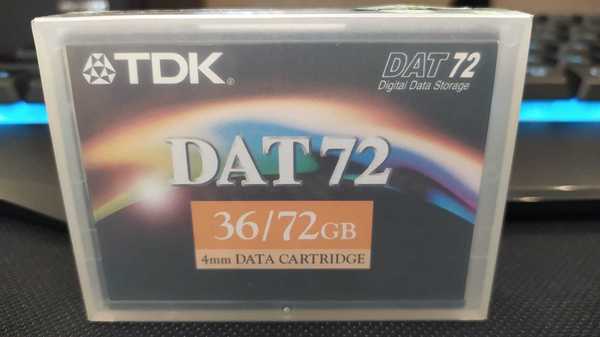 TDK®
DAT 72
Digital Data Storage
DAT 72
36/72GB
4mm DATA CARTRIDGE